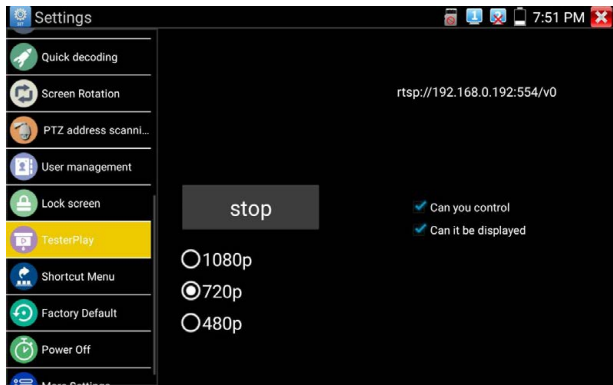 Settings
7:51 PM
Quick decoding
Screen Rotation
PTZ address scanni...
User management
Lock screen
TesterPlay
Shortcut Menu
Factory Default
Power Off
More Settings
rtsp://192.168.0.192:554/v0
stop
Can you control
Can it be displayed
1080p
720p
480p